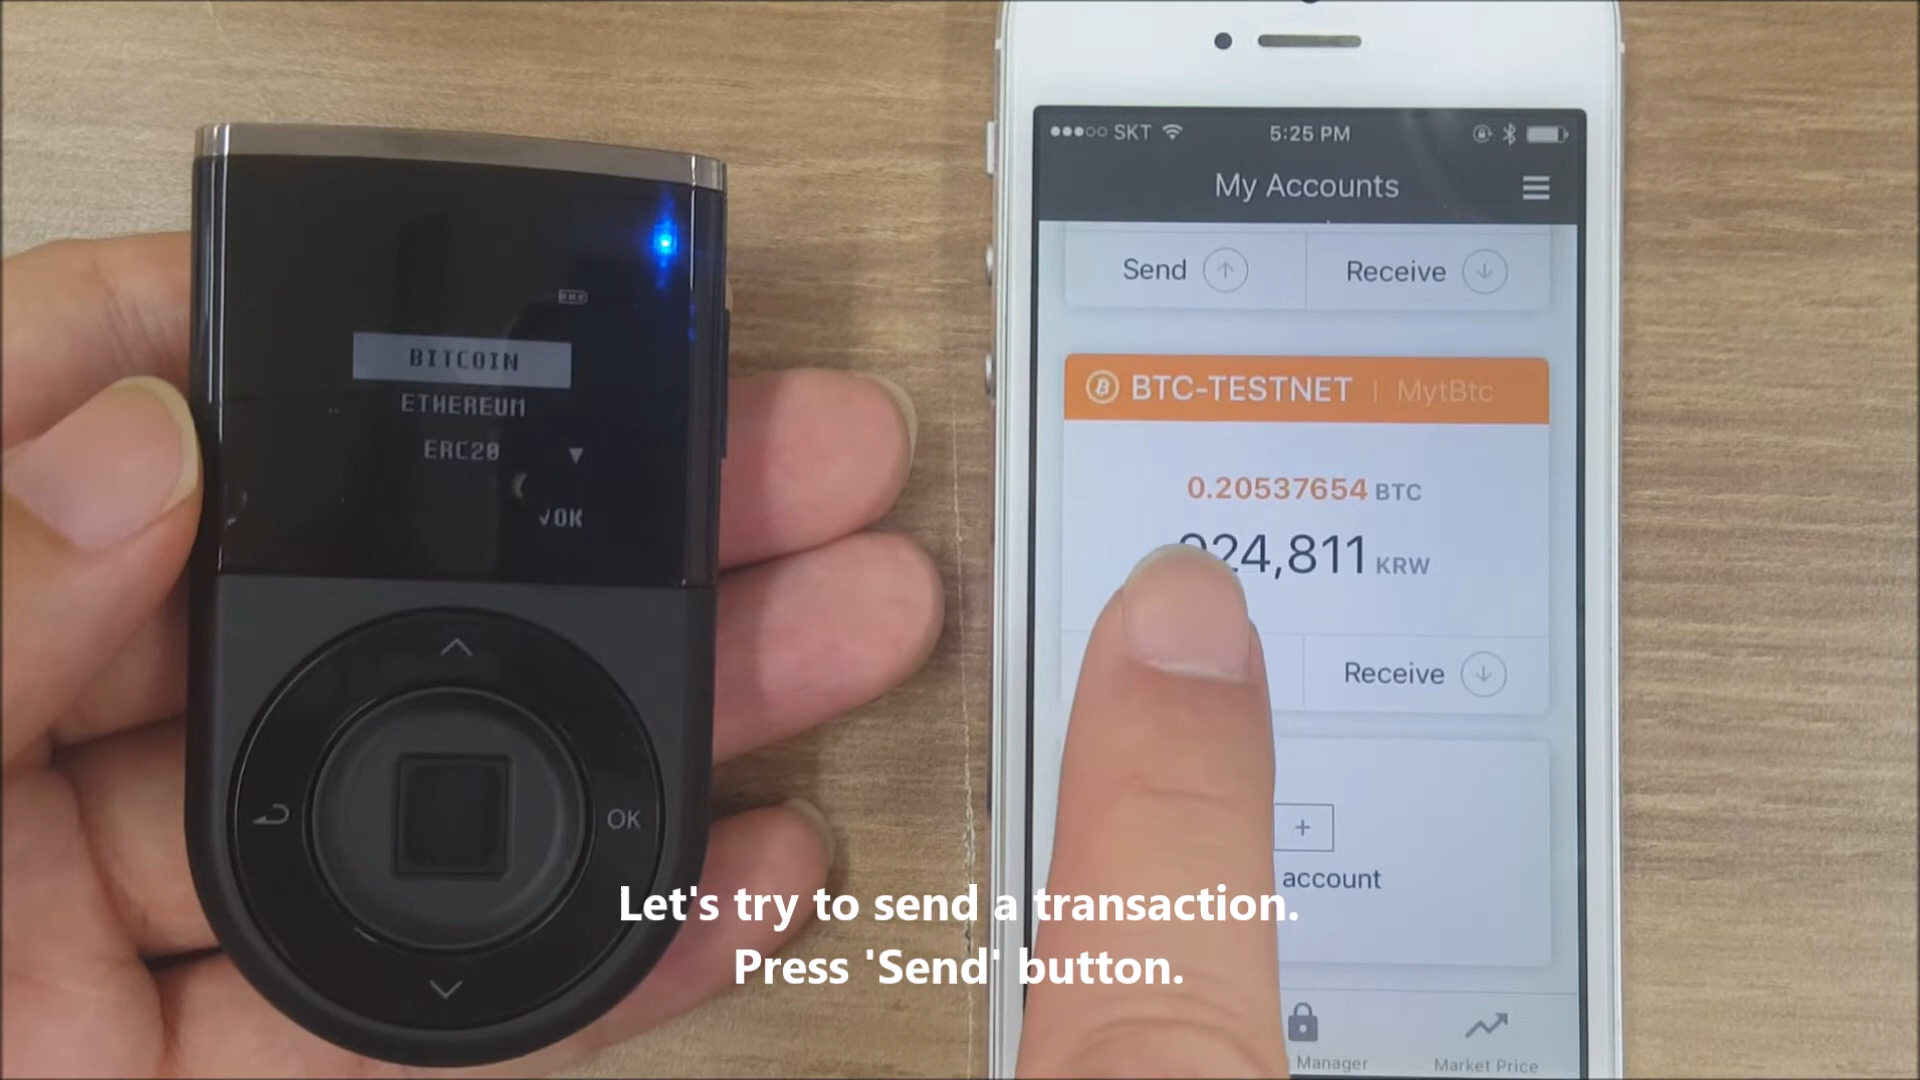 BITCOIN
ETHEREUM
ERC20
√OK
OK
SKT
5:25 PM
My Accounts
Send
Receive
BTC-TESTNET | MytBtc
0.20537654 BTC
24,811 KRW
Receive
+
account
Manager
Market Price
Let's try to send a transaction.
Press 'Send' button.